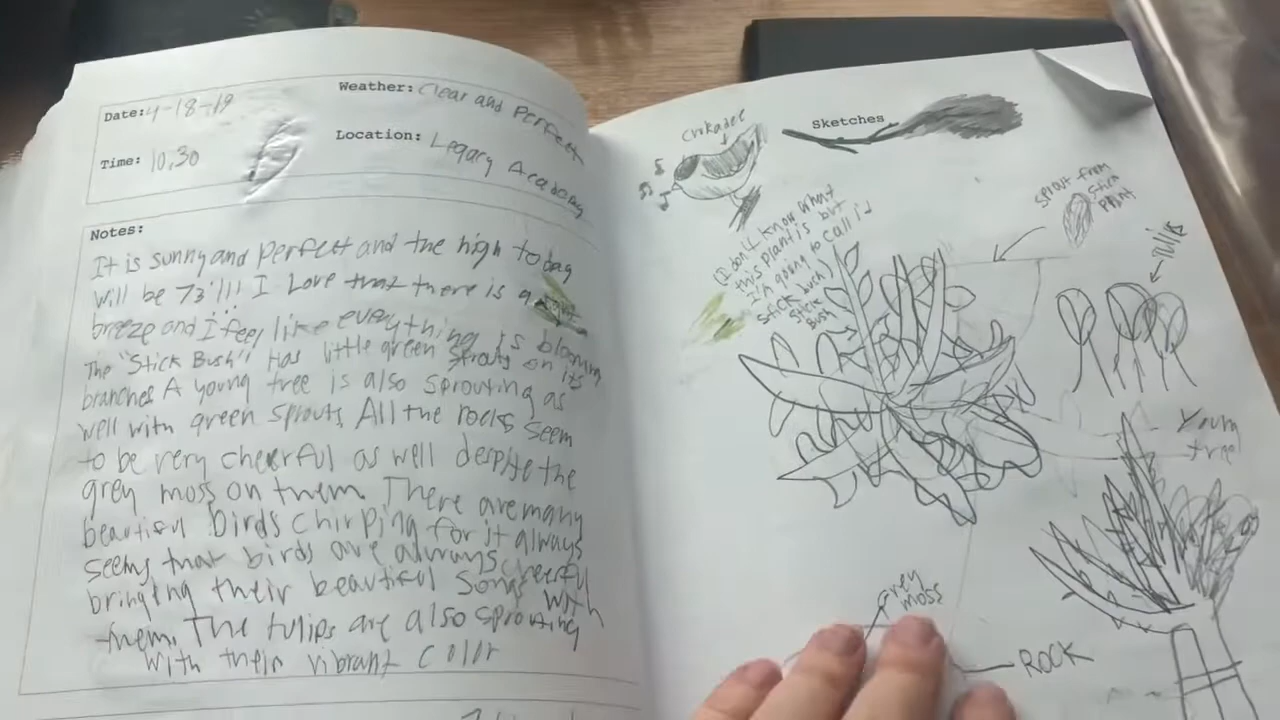 Date: 4-18-19
Weather: Clear and Perfect
Time: 10,30
Location: Legacy Academy
Notes:
It is sunny and perfect and the high today
will be 73°!!! I Love that there is a
breeze and I feel like everything is blooming
The "Stick Bush" Has little green sprouts on its
branches A young tree is also sprouting as
well with green sprouts, All the rocks seem
to be very cheerful as well despite the
grey moss on them. There are many
beautiful birds chirping for it always
seems that birds are always cheerful
bringing their beautiful songs with
them. The tulips are also sprouting
with their vibrant color
Sketches
sprout from
stick
plant
(I don't know what
this plant is but
I'm going to call it
stick bush)
Stick
Bush
Young
tree
Grey
moss
ROCK